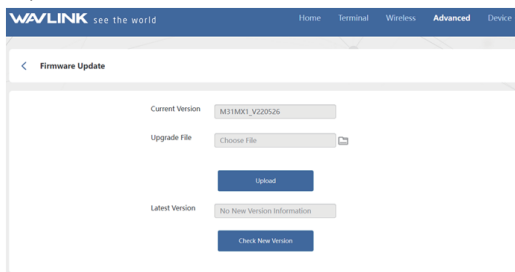 WAVLINK see the world Home Terminal Wireless Advanced Device
Firmware Update
Current Version M31MX1_V220526
Upgrade File Choose File
Upload
Latest Version No New Version Information
Check New Version